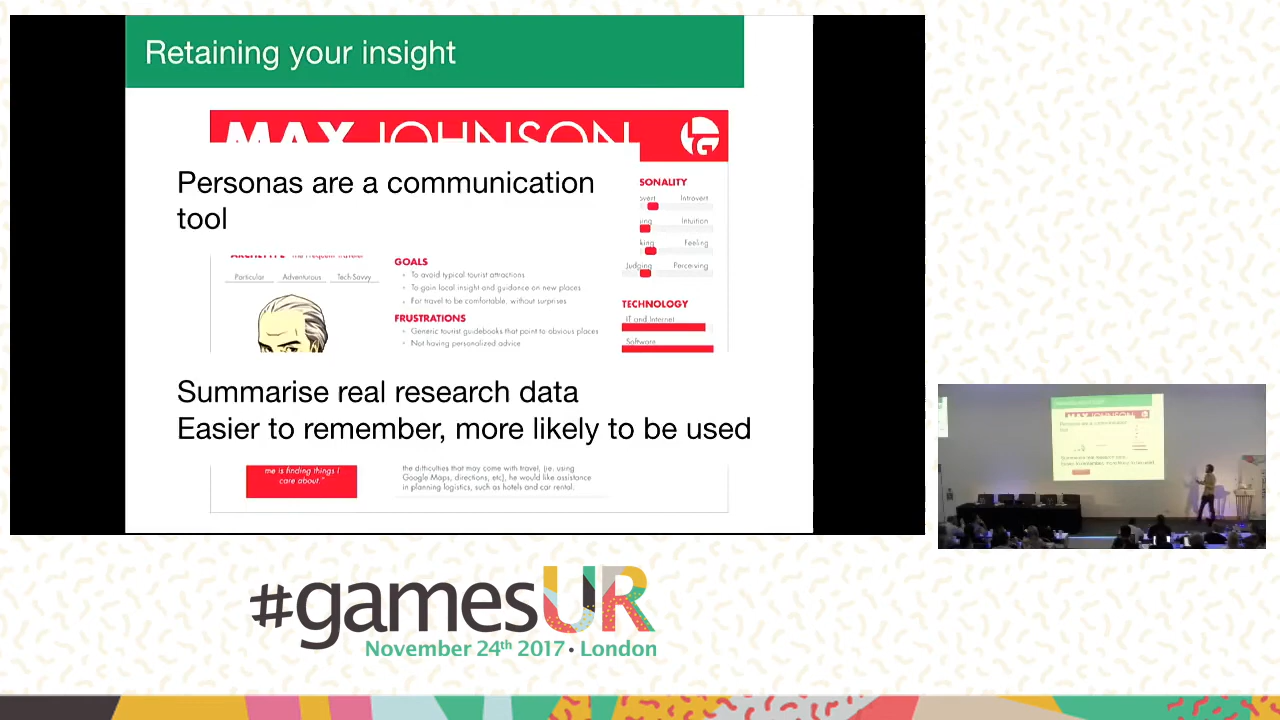 Retaining your insight
MAX JOHNSON
Personas are a communication
tool
SONALITY
Introvert
Intuition
Feeling
Judging Perceiving
Particular Adventurous Tech Savvy
GOALS
To avoid typical tourist attractions
To gain local insight and guidance on new places
For travel to be comfortable, without surprises
FRUSTRATIONS
Generic tourist guidebooks that point to obvious places
Not having personalized advice
TECHNOLOGY
IT and Internet
Software
Summarise real research data
Easier to remember, more likely to be used
me is finding things I
care about."
the difficulties that may come with travel, (ie. using
Google Maps, directions, etc), he would like assistance
in planning logistics, such as hotels and car rental.
#gamesUR
November 24th 2017 • London